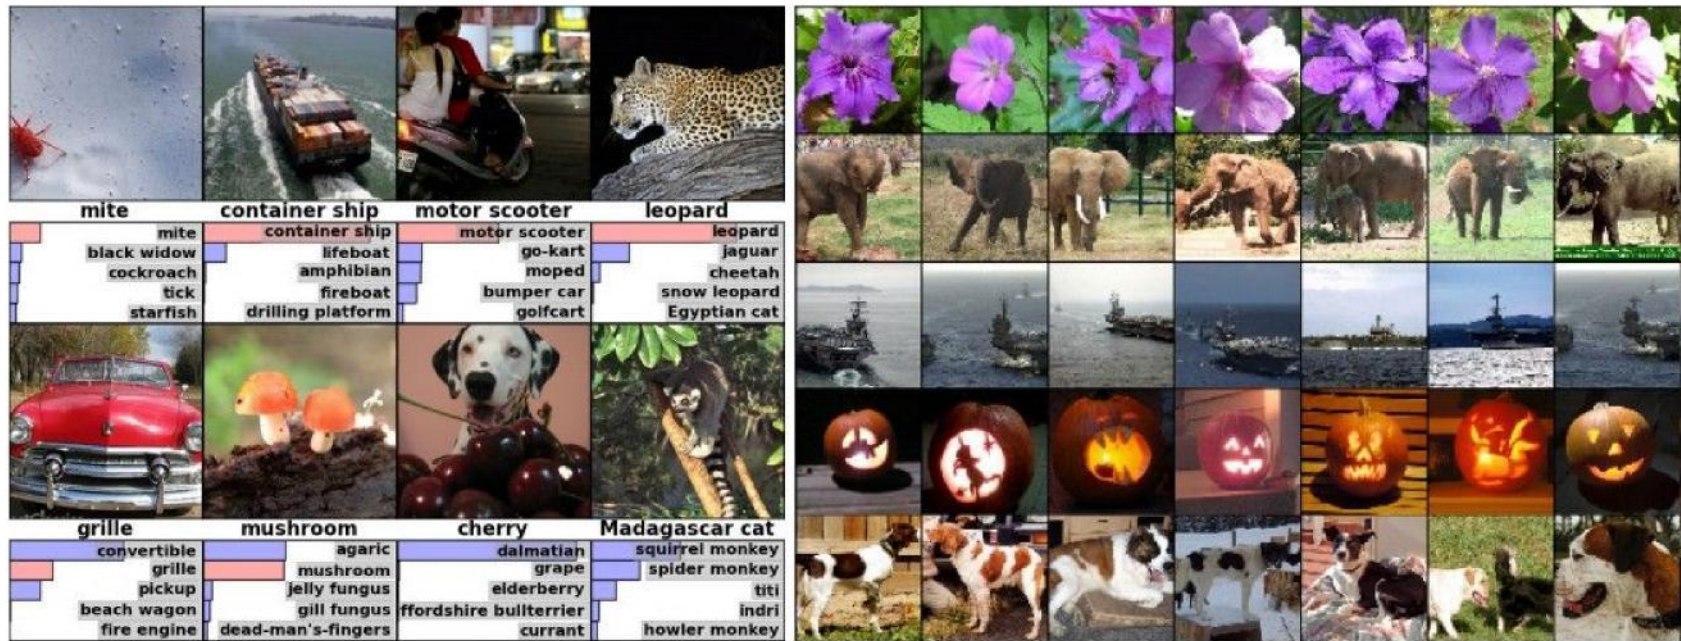 mite
container ship
motor scooter
leopard
mite
black widow
cockroach
tick
starfish
container ship
lifeboat
amphibian
fireboat
drilling platform
motor scooter
go-kart
moped
bumper car
golfcart
leopard
jaguar
cheetah
snow leopard
Egyptian cat
grille
mushroom
cherry
Madagascar cat
convertible
grille
pickup
beach wagon
fire engine
agaric
mushroom
jelly fungus
gill fungus
dead-man's-fingers
dalmatian
grape
elderberry
ffordshire bullterrier
currant
squirrel monkey
spider monkey
titi
indri
howler monkey